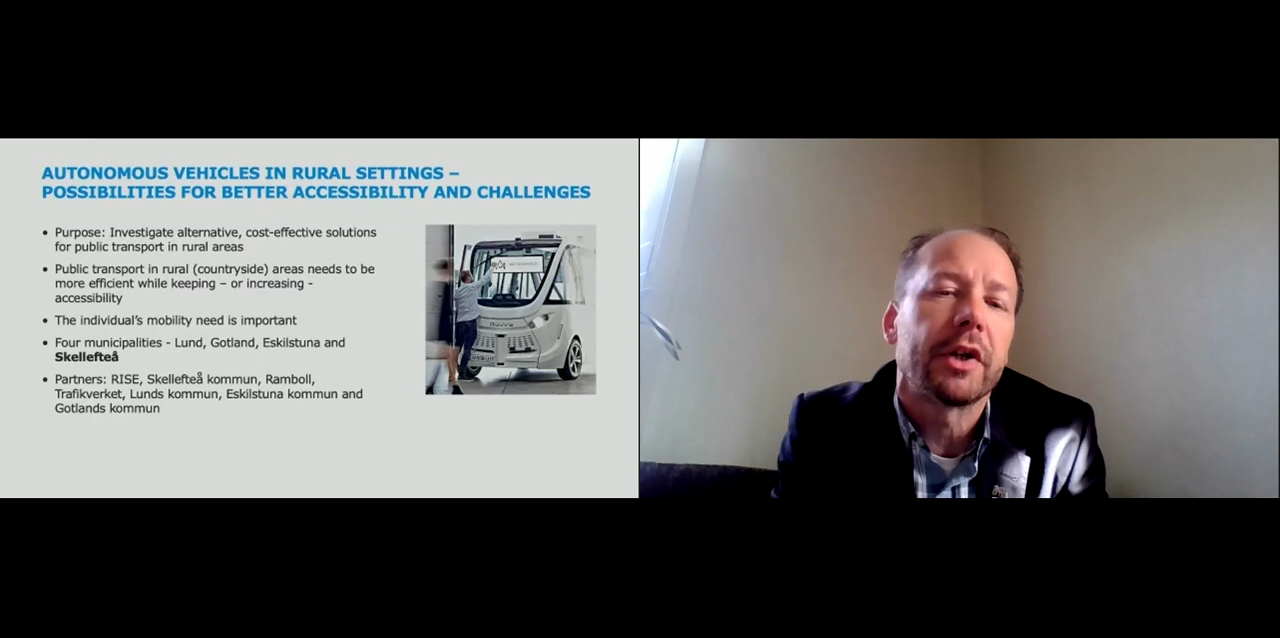 AUTONOMOUS VEHICLES IN RURAL SETTINGS –
POSSIBILITIES FOR BETTER ACCESSIBILITY AND CHALLENGES
• Purpose: Investigate alternative, cost-effective solutions
for public transport in rural areas
• Public transport in rural (countryside) areas needs to be
more efficient while keeping – or increasing -
accessibility
• The individual's mobility need is important
• Four municipalities - Lund, Gotland, Eskilstuna and
Skellefteå
• Partners: RISE, Skellefteå kommun, Ramboll,
Trafikverket, Lunds kommun, Eskilstuna kommun and
Gotlands kommun